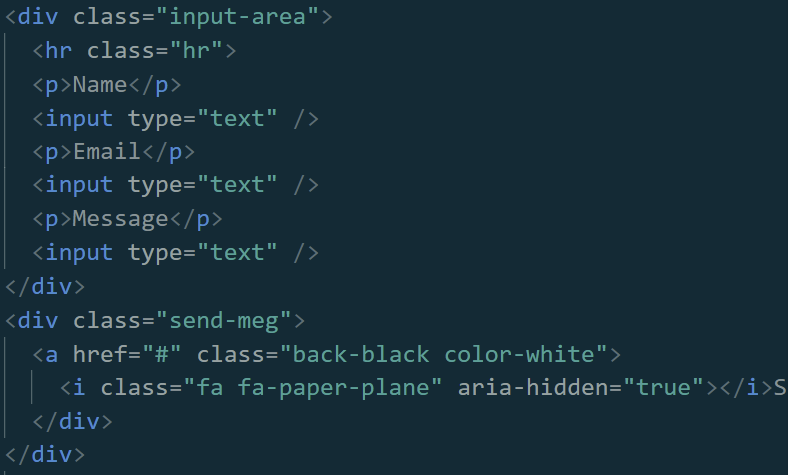 <div class="input-area">
<hr class="hr">
<p>Name</p>
<input type="text" />
<p>Email</p>
<input type="text" />
<p>Message</p>
<input type="text" />
</div>
<div class="send-meg">
<a href="#" class="back-black color-white">
<i class="fa fa-paper-plane" aria-hidden="true"></i>S
</div>
</div>